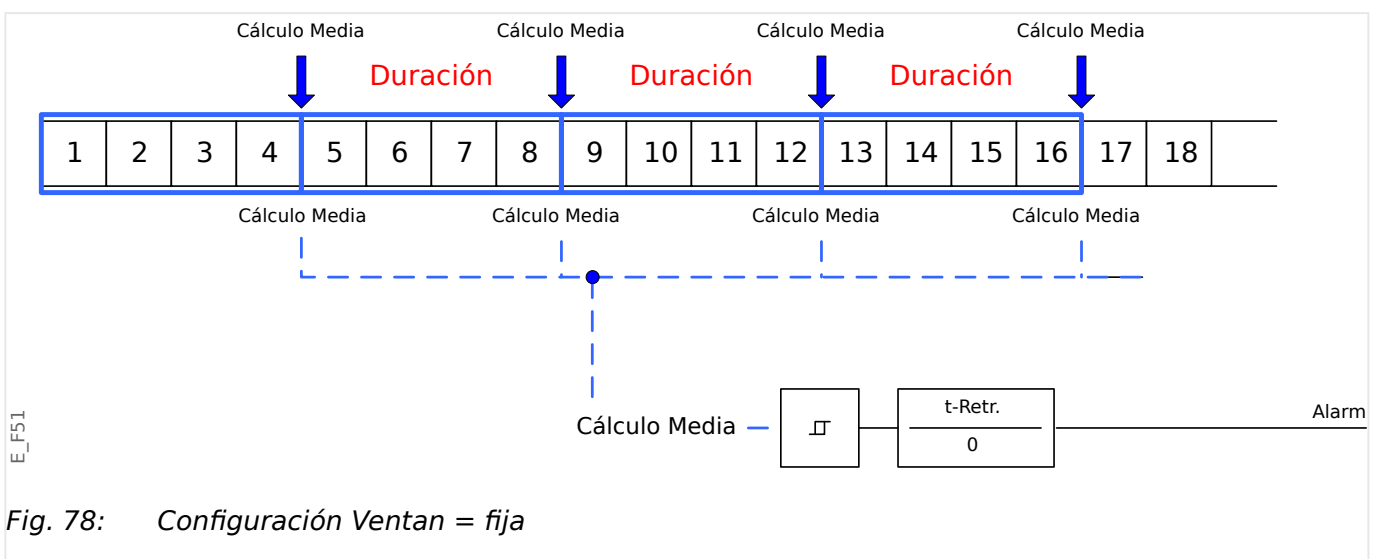 Cálculo Media Cálculo Media Cálculo Media Cálculo Media
Duración Duración Duración
1 2 3 4 5 6 7 8 9 10 11 12 13 14 15 16 17 18
Cálculo Media Cálculo Media Cálculo Media Cálculo Media
t-Retr.
Alarm
Cálculo Media
0
E_F51
Fig. 78: Configuración Ventan = fija